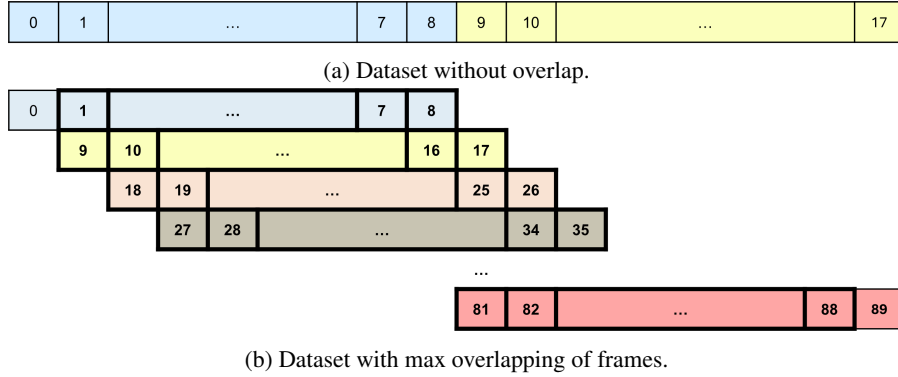 0 1 ... 7 8 9 10 ... 17
(a) Dataset without overlap.
0 1 ... 7 8
9 10 ... 16 17
18 19 ... 25 26
27 28 ... 34 35
...
81 82 ... 88 89
(b) Dataset with max overlapping of frames.